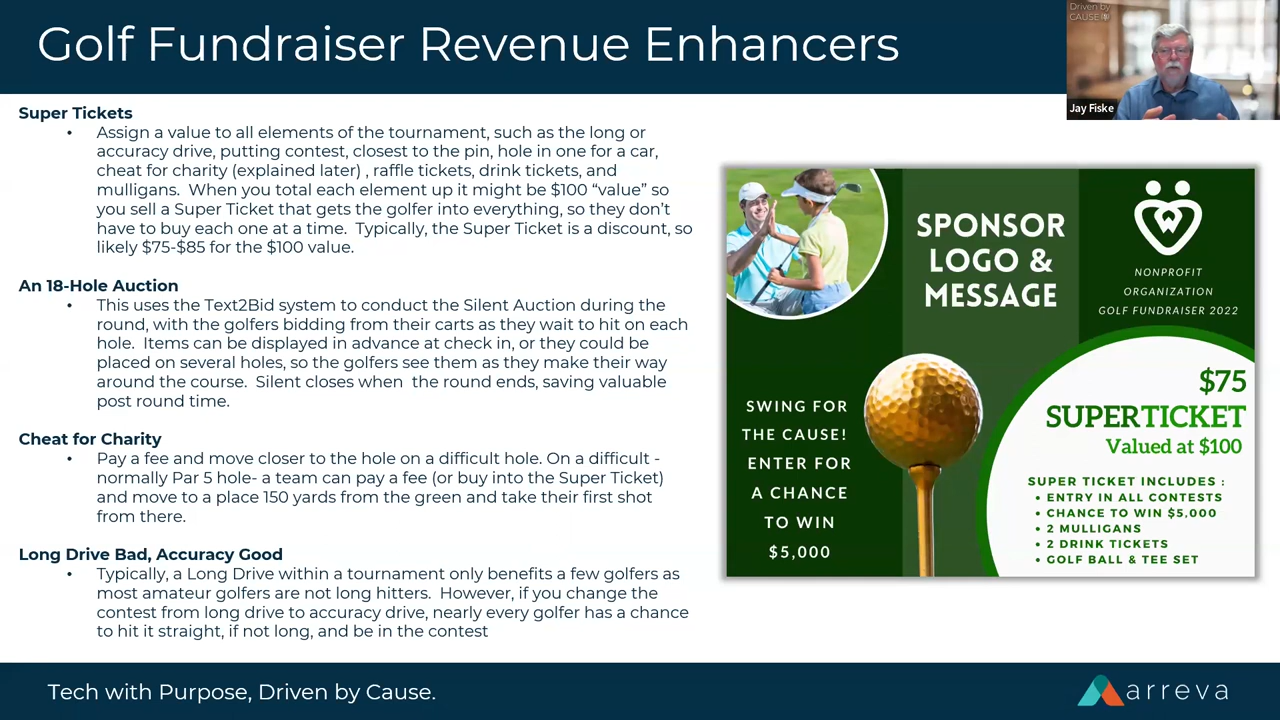 Golf Fundraiser Revenue Enhancers
Driven by
CAUSE
Jay Fiske
Super Tickets
• Assign a value to all elements of the tournament, such as the long or
accuracy drive, putting contest, closest to the pin, hole in one for a car,
cheat for charity (explained later) , raffle tickets, drink tickets, and
mulligans.  When you total each element up it might be $100 “value” so
you sell a Super Ticket that gets the golfer into everything, so they don’t
have to buy each one at a time.  Typically, the Super Ticket is a discount, so
likely $75-$85 for the $100 value.
An 18-Hole Auction
• This uses the Text2Bid system to conduct the Silent Auction during the
round, with the golfers bidding from their carts as they wait to hit on each
hole.  Items can be displayed in advance at check in, or they could be
placed on several holes, so the golfers see them as they make their way
around the course.  Silent closes when  the round ends, saving valuable
post round time.
Cheat for Charity
• Pay a fee and move closer to the hole on a difficult hole. On a difficult -
normally Par 5 hole- a team can pay a fee (or buy into the Super Ticket)
and move to a place 150 yards from the green and take their first shot
from there.
Long Drive Bad, Accuracy Good
• Typically, a Long Drive within a tournament only benefits a few golfers as
most amateur golfers are not long hitters.  However, if you change the
contest from long drive to accuracy drive, nearly every golfer has a chance
to hit it straight, if not long, and be in the contest
SPONSOR
LOGO &
MESSAGE
NONPROFIT
ORGANIZATION
GOLF FUNDRAISER 2022
SWING FOR
THE CAUSE!
ENTER FOR
A CHANCE
TO WIN
$5,000
$75
SUPERTICKET
Valued at $100
SUPER TICKET INCLUDES :
• ENTRY IN ALL CONTESTS
• CHANCE TO WIN $5,000
• 2 MULLIGANS
• 2 DRINK TICKETS
• GOLF BALL & TEE SET
Tech with Purpose, Driven by Cause.
arreva